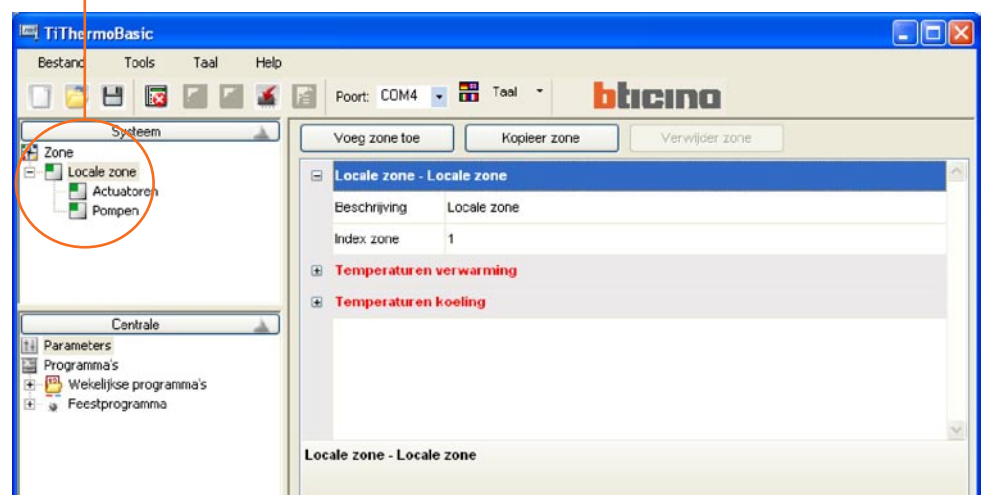 TiThermoBasic
Bestand Tools Taal Help
Poort: COM4 Taal bticino
Systeem
Zone
Locale zone
Actuatoren
Pompen
Centrale
Parameters
Programma's
Wekelijkse programma's
Feestprogramma
Voeg zone toe Kopieer zone Verwijder zone
Locale zone - Locale zone
Beschrijving Locale zone
Index zone 1
Temperaturen verwarming
Temperaturen koeling
Locale zone - Locale zone